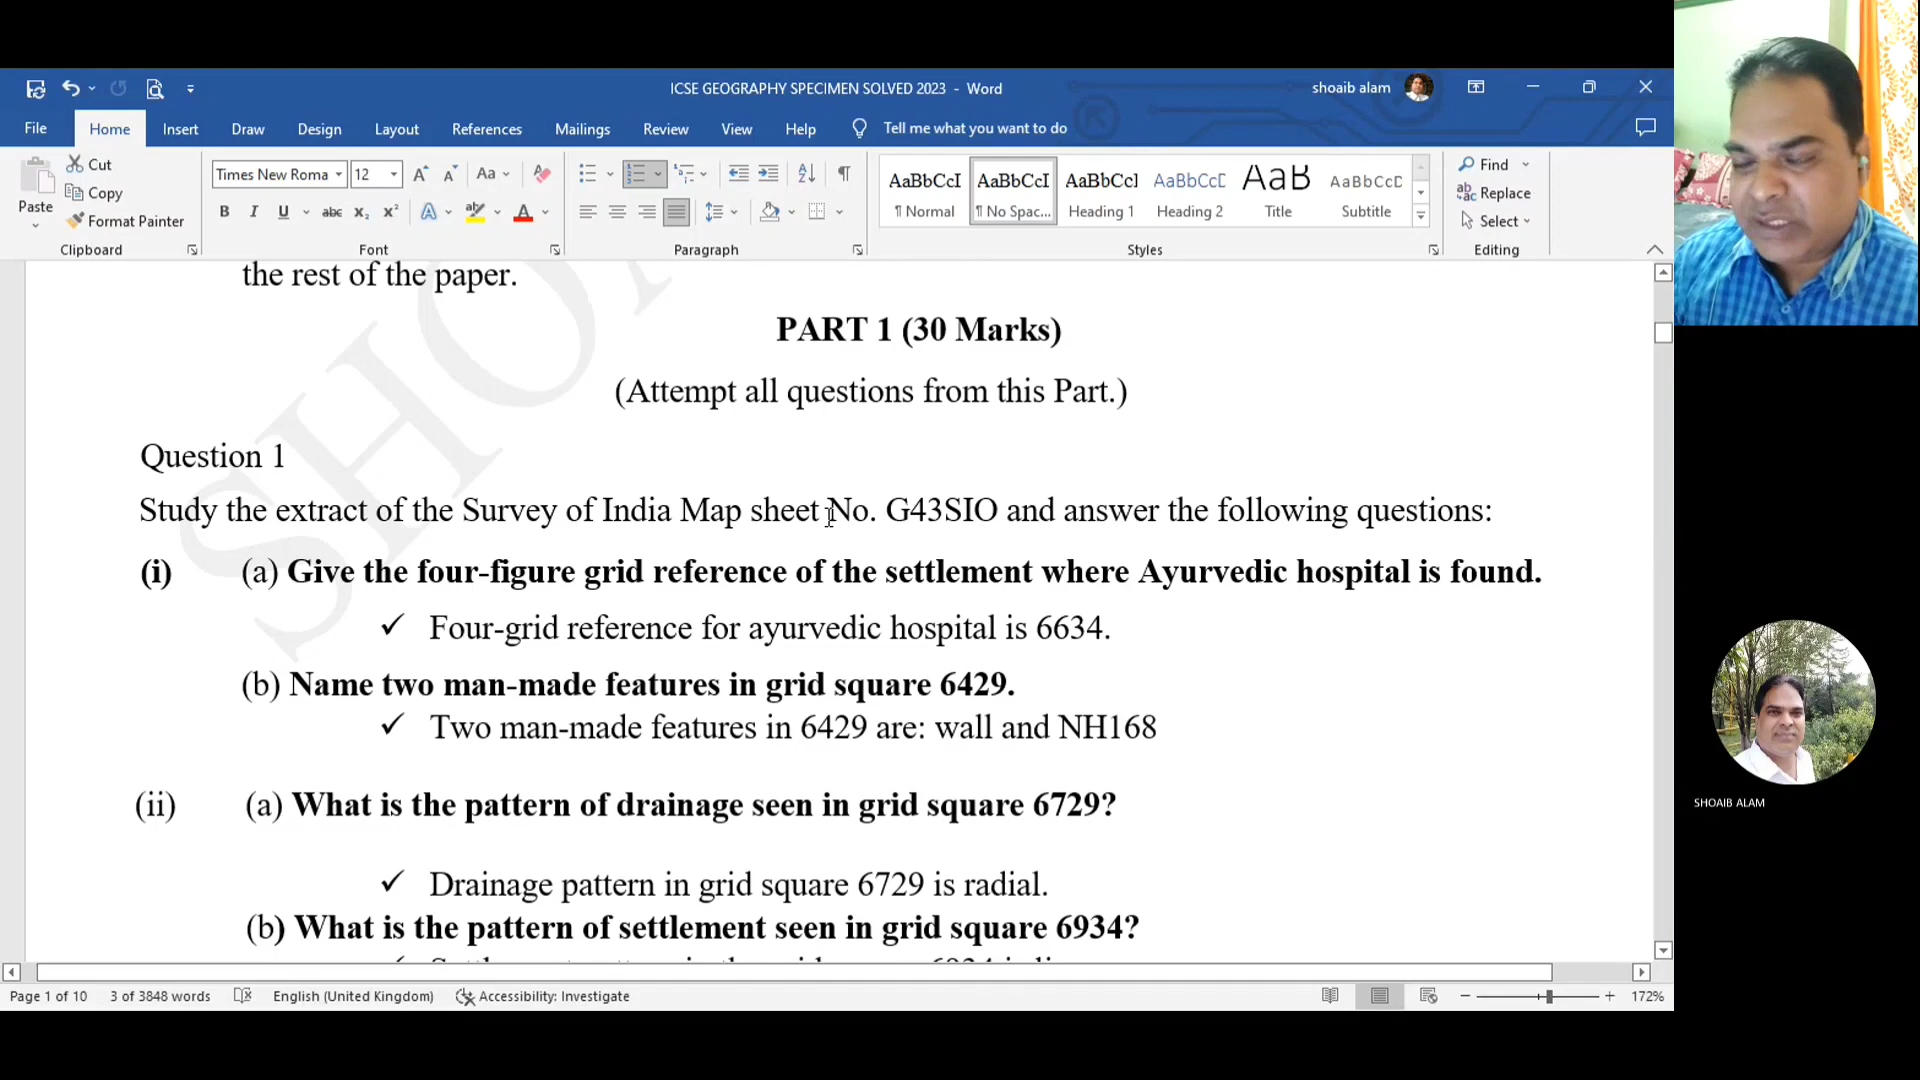 ICSE GEOGRAPHY SPECIMEN SOLVED 2023 - Word
shoaib alam
File Home Insert Draw Design Layout References Mailings Review View Help Tell me what you want to do
Paste
Cut
Copy
Format Painter
Clipboard
Times New Roma 12
Font
Paragraph
AaBbCcI AaBbCcI AaBbCcI AaBbCcC AaB AaBbCcC
¶ Normal ¶ No Spac... Heading 1 Heading 2 Title Subtitle
Styles
Find
Replace
Select
Editing
the rest of the paper.
PART 1 (30 Marks)
(Attempt all questions from this Part.)
Question 1
Study the extract of the Survey of India Map sheet No. G43SIO and answer the following questions:
(i) (a) Give the four-figure grid reference of the settlement where Ayurvedic hospital is found.
✓ Four-grid reference for ayurvedic hospital is 6634.
(b) Name two man-made features in grid square 6429.
✓ Two man-made features in 6429 are: wall and NH168
(ii) (a) What is the pattern of drainage seen in grid square 6729?
✓ Drainage pattern in grid square 6729 is radial.
(b) What is the pattern of settlement seen in grid square 6934?
Page 1 of 10 3 of 3848 words English (United Kingdom) Accessibility: Investigate 172%
SHOAIB ALAM